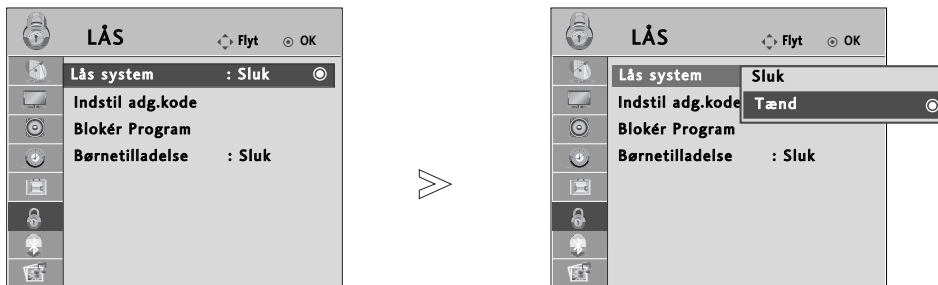 LÅS
Flyt
OK
Lås system : Sluk
Indstil adg.kode
Blokér Program
Børnetilladelse : Sluk
LÅS
Flyt
OK
Lås system
Sluk
Indstil adg.kode
Tænd
Blokér Program
Børnetilladelse : Sluk